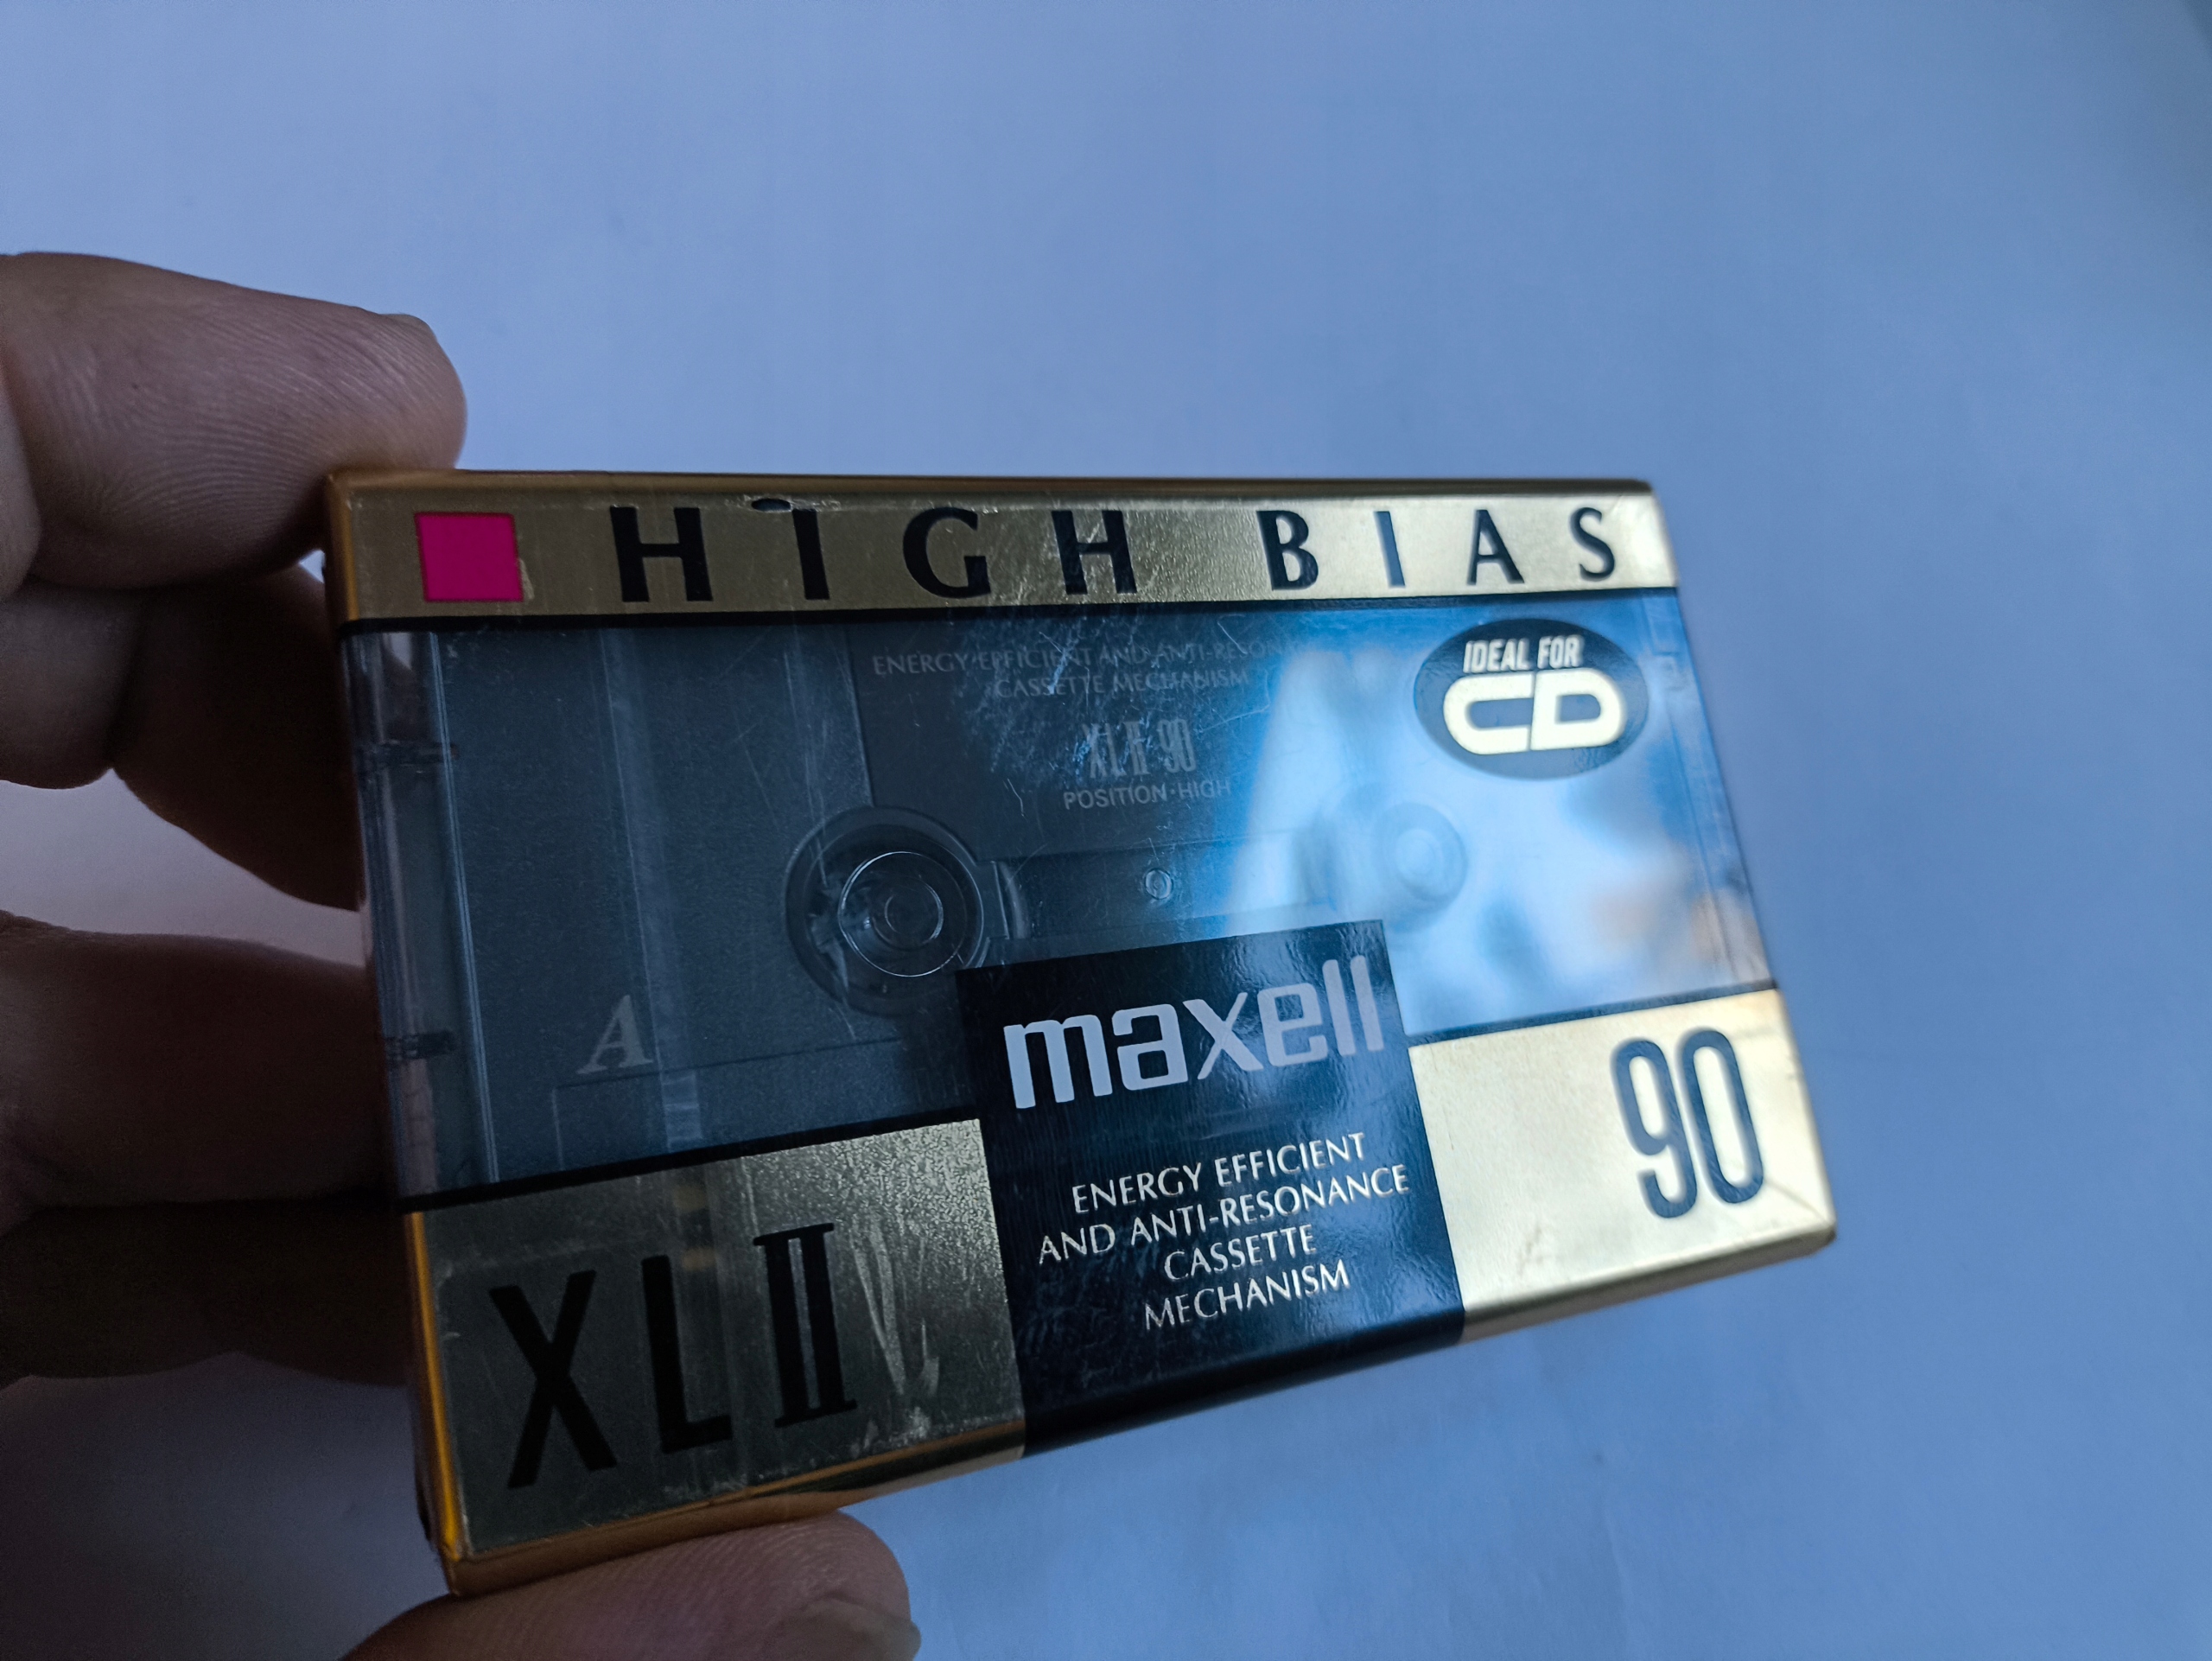 HIGH BIAS
IDEAL FOR
CD
ENERGY EFFICIENT AND ANTI-RESON
CASSETTE MECHANISM
XLII 90
POSITION·HIGH
A
maxell
ENERGY EFFICIENT
AND ANTI-RESONANCE
CASSETTE
MECHANISM
XLII
90